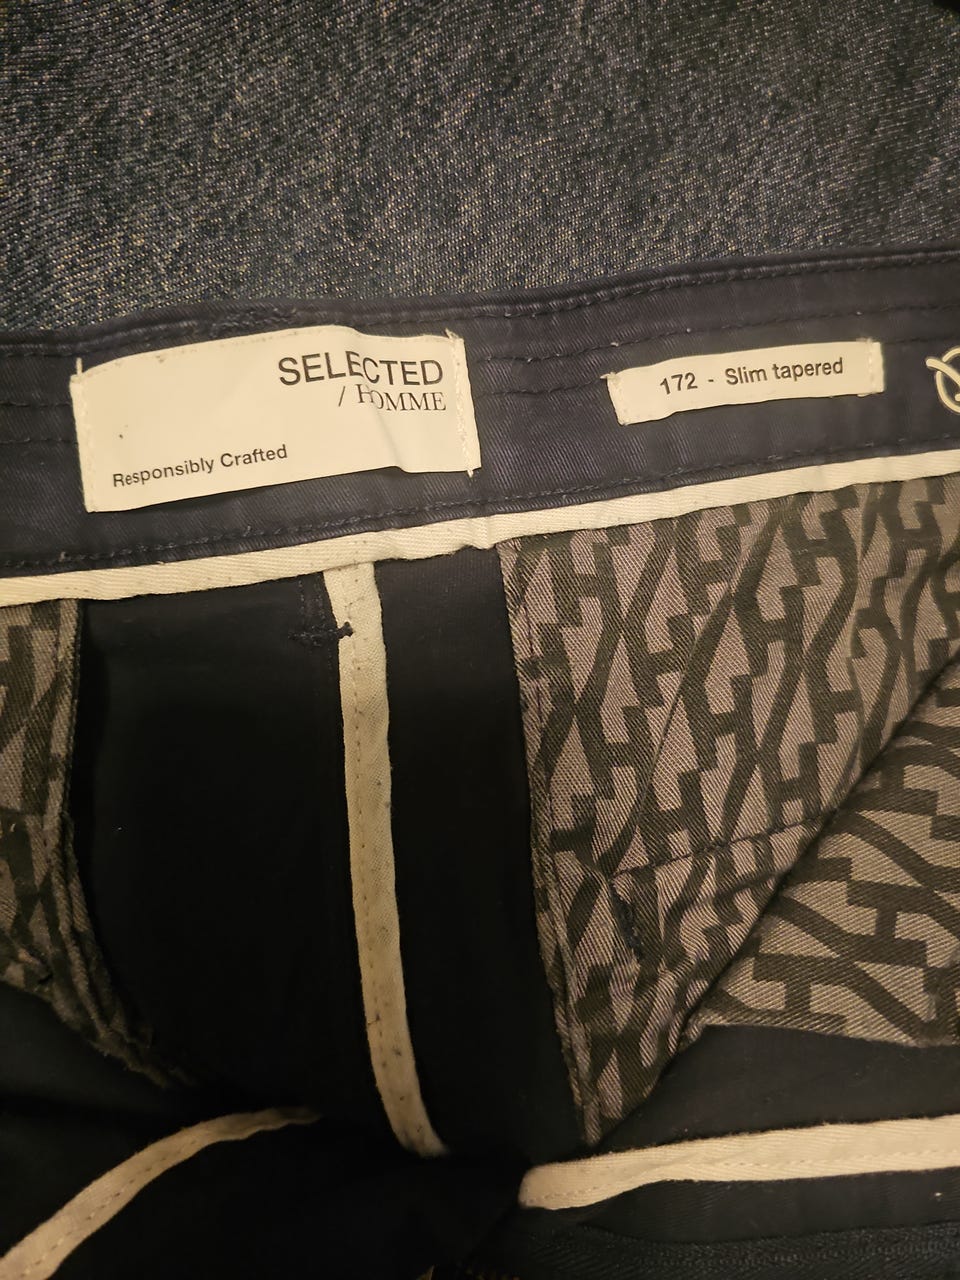 SELECTED
/ HOMME
Responsibly Crafted
172 - Slim tapered